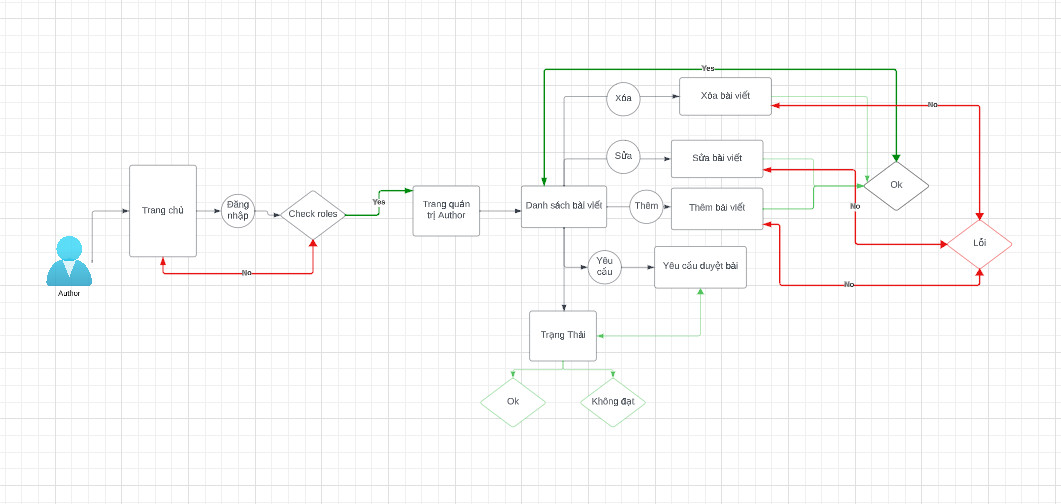 Yes
Xóa
Xóa bài viết
No
Sửa
Sửa bài viết
Ok
Trang chủ
Đăng
nhập
Check roles
Yes
Trang quản
trị Author
Danh sách bài viết
Thêm
Thêm bài viết
No
Lỗi
Author
No
Yêu
cầu
Yêu cầu duyệt bài
No
Trạng Thái
Ok
Không đạt